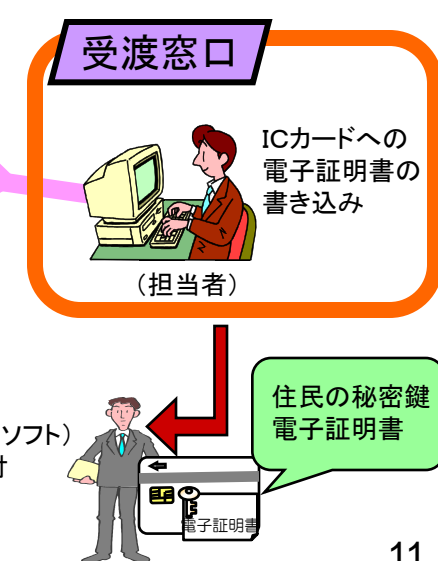 受渡窓口
ICカードへの
電子証明書の
書き込み
（担当者）
住民の秘密鍵
電子証明書
ソフト）
付
電子証明書
11